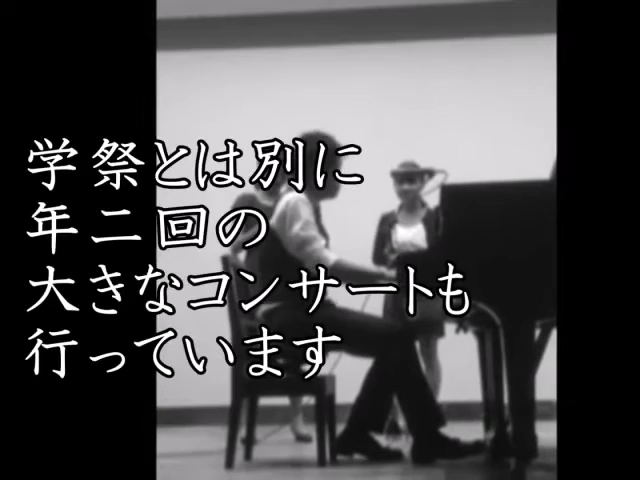 学祭とは別に
年二回の
大きなコンサートも
行っています